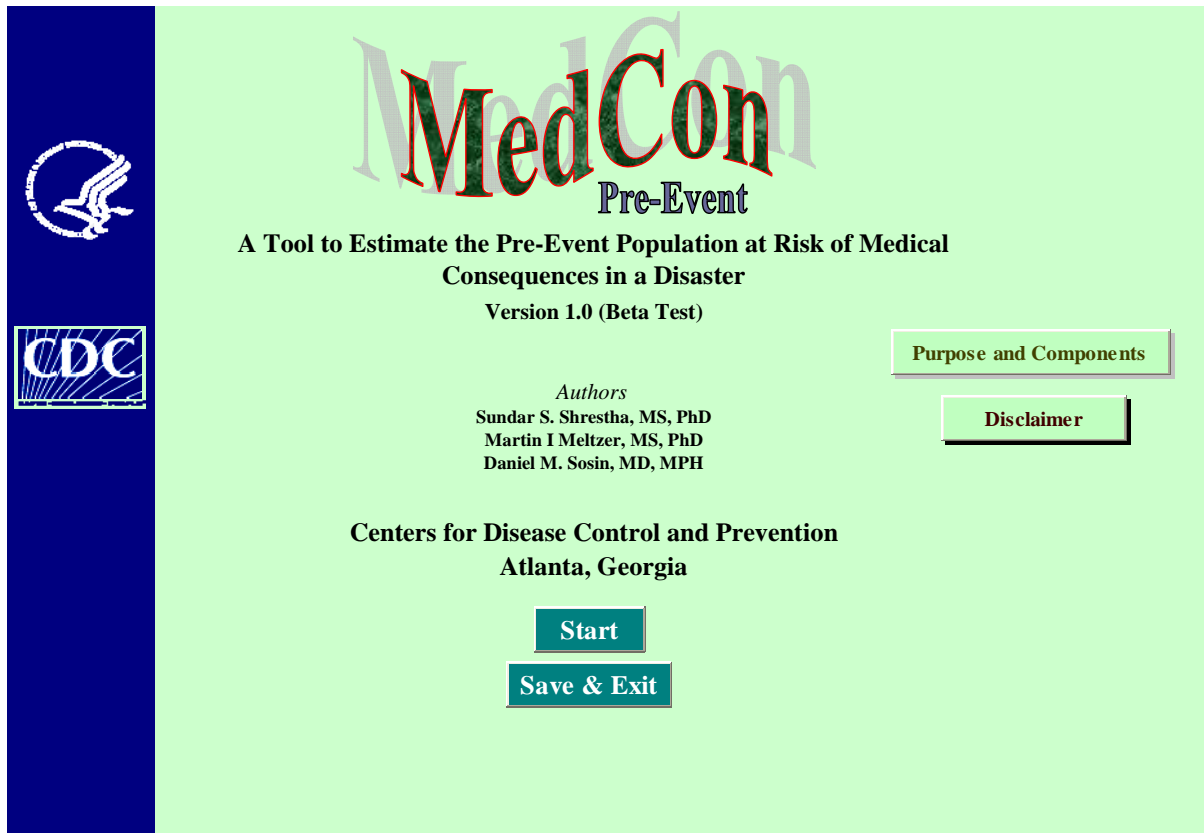 MedCon
Pre-Event
A Tool to Estimate the Pre-Event Population at Risk of Medical
Consequences in a Disaster
Version 1.0 (Beta Test)
CDC
Purpose and Components
Disclaimer
Authors
Sundar S. Shrestha, MS, PhD
Martin I Meltzer, MS, PhD
Daniel M. Sosin, MD, MPH
Centers for Disease Control and Prevention
Atlanta, Georgia
Start
Save & Exit